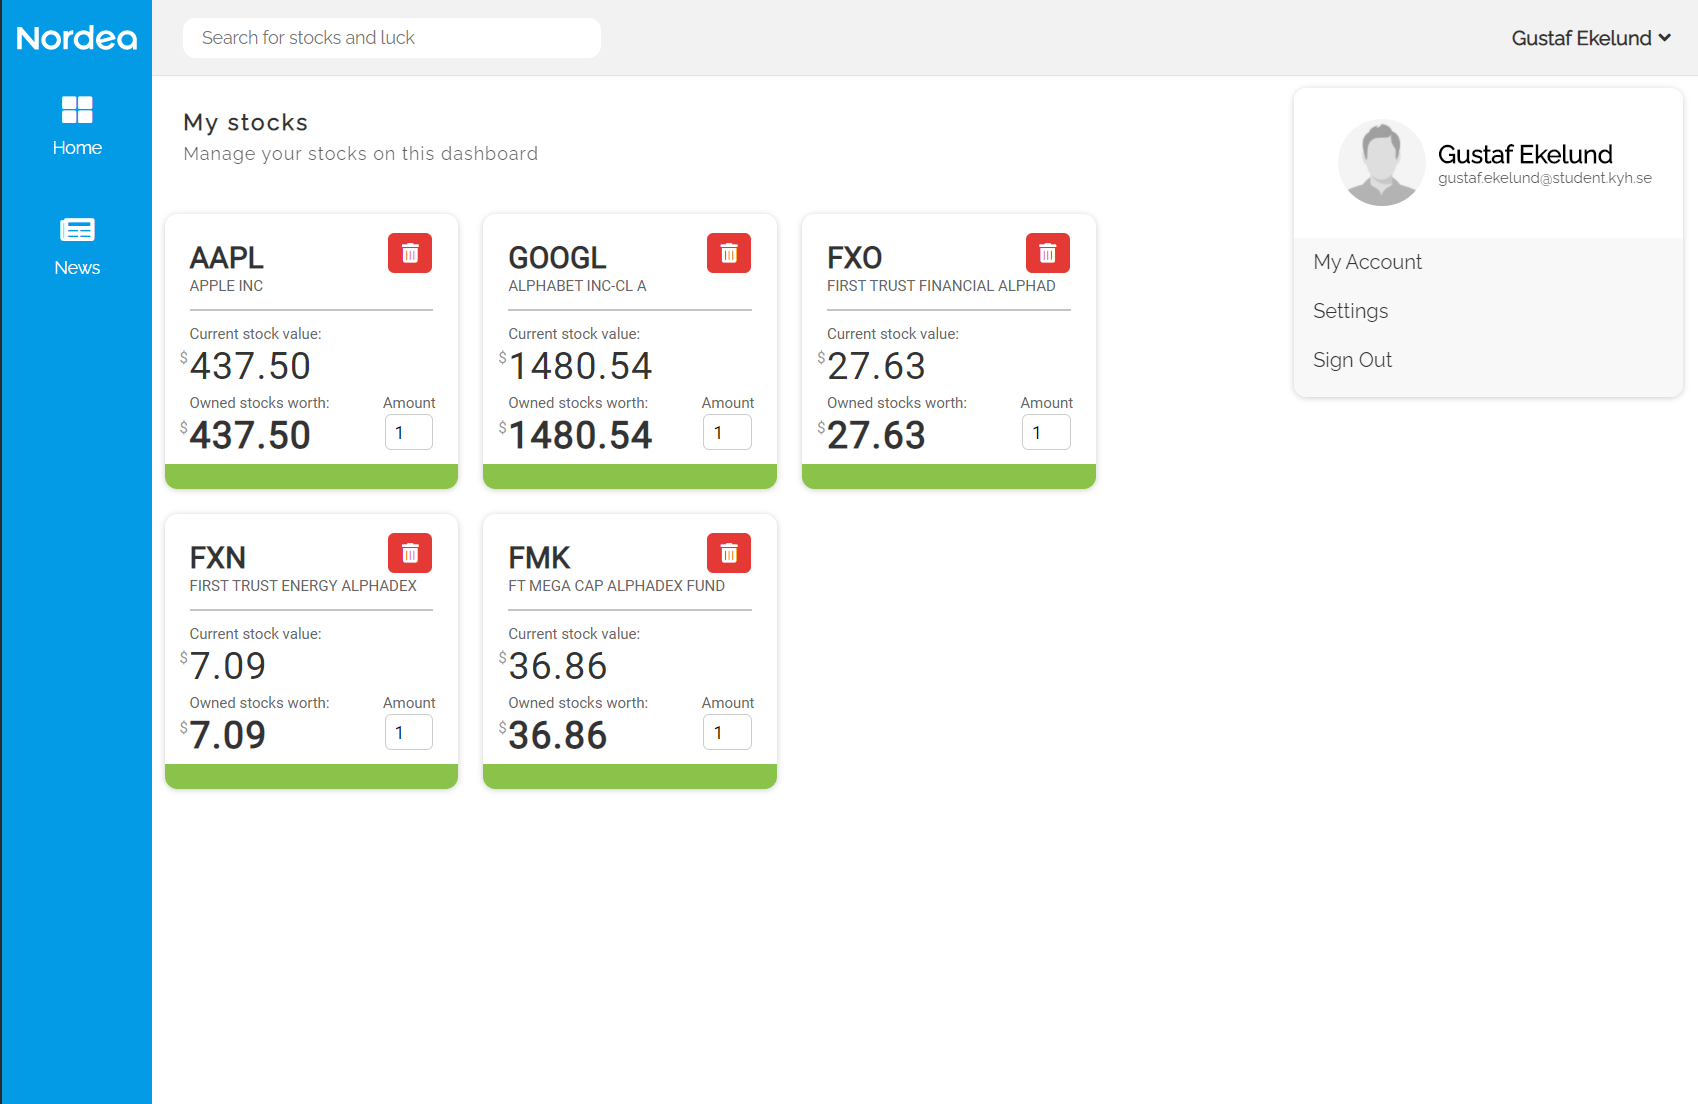 Nordea
Search for stocks and luck
Gustaf Ekelund
Home
News
My stocks
Manage your stocks on this dashboard
Gustaf Ekelund
gustaf.ekelund@student.kyh.se
My Account
Settings
Sign Out
AAPL
APPLE INC
Current stock value:
$437.50
Owned stocks worth: Amount
$437.50 1
GOOGL
ALPHABET INC-CL A
Current stock value:
$1480.54
Owned stocks worth: Amount
$1480.54 1
FXO
FIRST TRUST FINANCIAL ALPHAD
Current stock value:
$27.63
Owned stocks worth: Amount
$27.63 1
FXN
FIRST TRUST ENERGY ALPHADEX
Current stock value:
$7.09
Owned stocks worth: Amount
$7.09 1
FMK
FT MEGA CAP ALPHADEX FUND
Current stock value:
$36.86
Owned stocks worth: Amount
$36.86 1